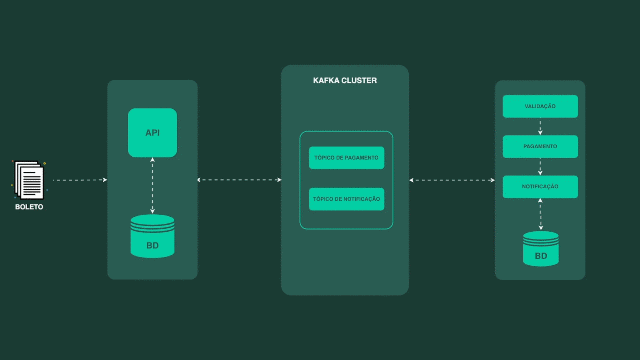 BOLETO
API
BD
KAFKA CLUSTER
TÓPICO DE PAGAMENTO
TÓPICO DE NOTIFICAÇÃO
VALIDAÇÃO
PAGAMENTO
NOTIFICAÇÃO
BD